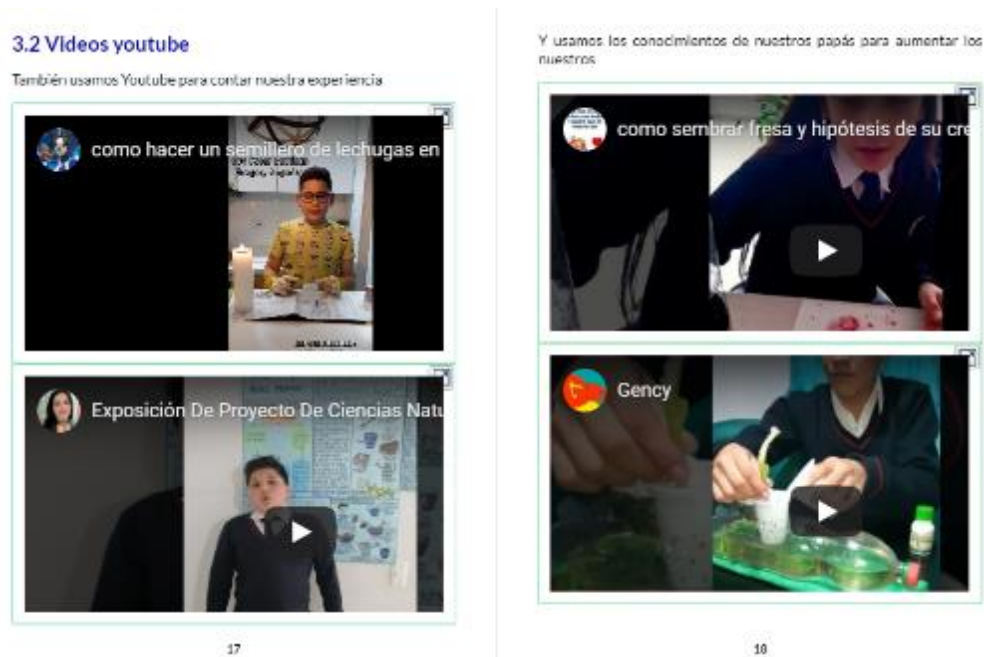 3.2 Videos youtube
También usamos Youtube para contar nuestra experiencia
como hacer un semillero de lechugas en
Exposición De Proyecto De Ciencias Natu
17
Y usamos los conocimientos de nuestros papás para aumentar los
nuestros
como sembrar fresa y hipótesis de su cre
Gency
18